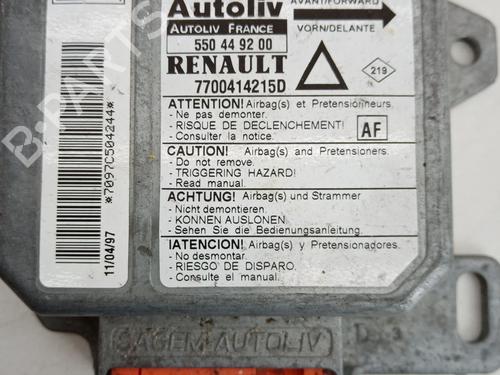 Autoliv
AVANT/FORWARD
AUTOLIV FRANCE
VORN/DELANTE
550 44 92 00
RENAULT
7700414215D
219
ATTENTION! Airbag(s) et Pretensionneurs.
- Ne pas demonter.
- RISQUE DE DECLENCHEMENT!
- Consulter la notice.
AF
CAUTION! Airbag(s) and Pretensioners.
- Do not remove.
- TRIGGERING HAZARD!
- Read manual.
ACHTUNG! Airbag(s) und Strammer
- Nicht demontieren.
- KÖNNEN AUSLONEN.
- Sehen Sie die Bedienungsanleitung.
IATENCION! Airbag(s) y Pretensionadores.
- No desmontar.
- RIESGO DE DISPARO.
- Consulte el manual.
*7097C504244*
11/04/97
SAGEM AUTOLIV
B-PARTS